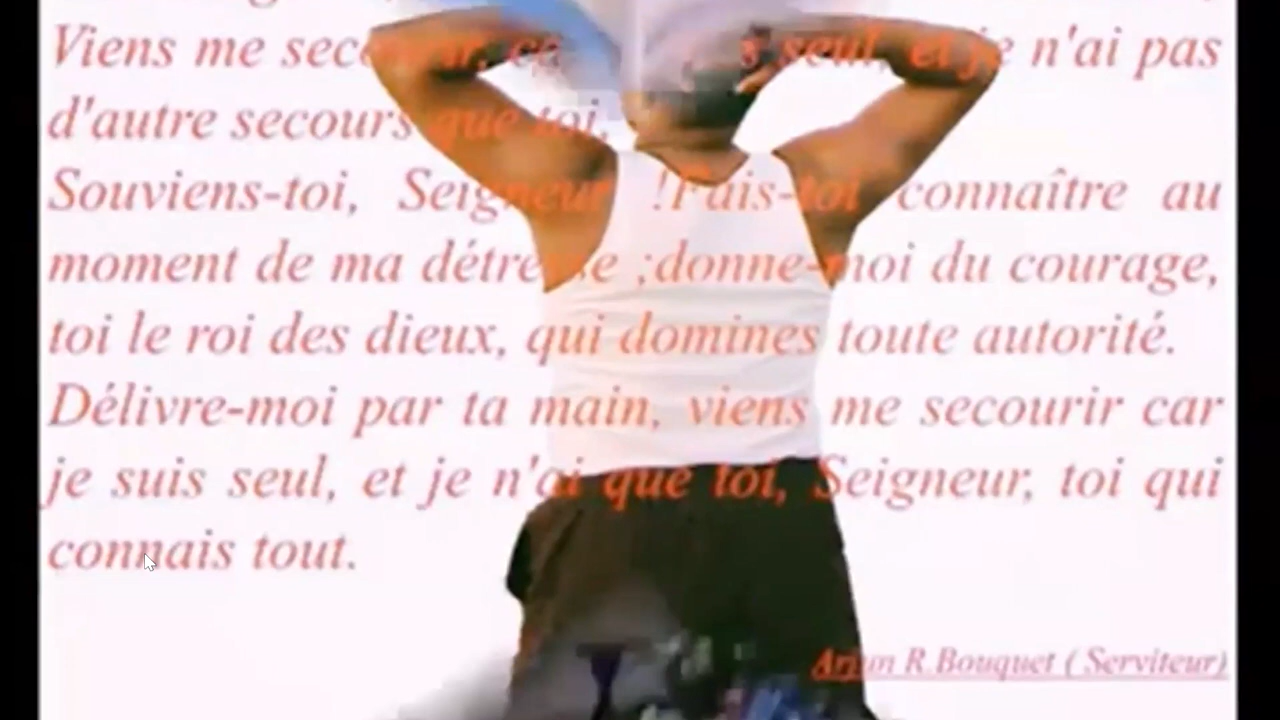 Viens me secourir, seul, et je n'ai pas
d'autre secours que toi.
Souviens-toi, Seigneur !Fais-toi connaître au
moment de ma détresse ;donne-moi du courage,
toi le roi des dieux, qui domines toute autorité.
Délivre-moi par ta main, viens me secourir car
je suis seul, et je n'ai que toi, Seigneur, toi qui
connais tout.
Arjun R.Bouquet ( Serviteur)